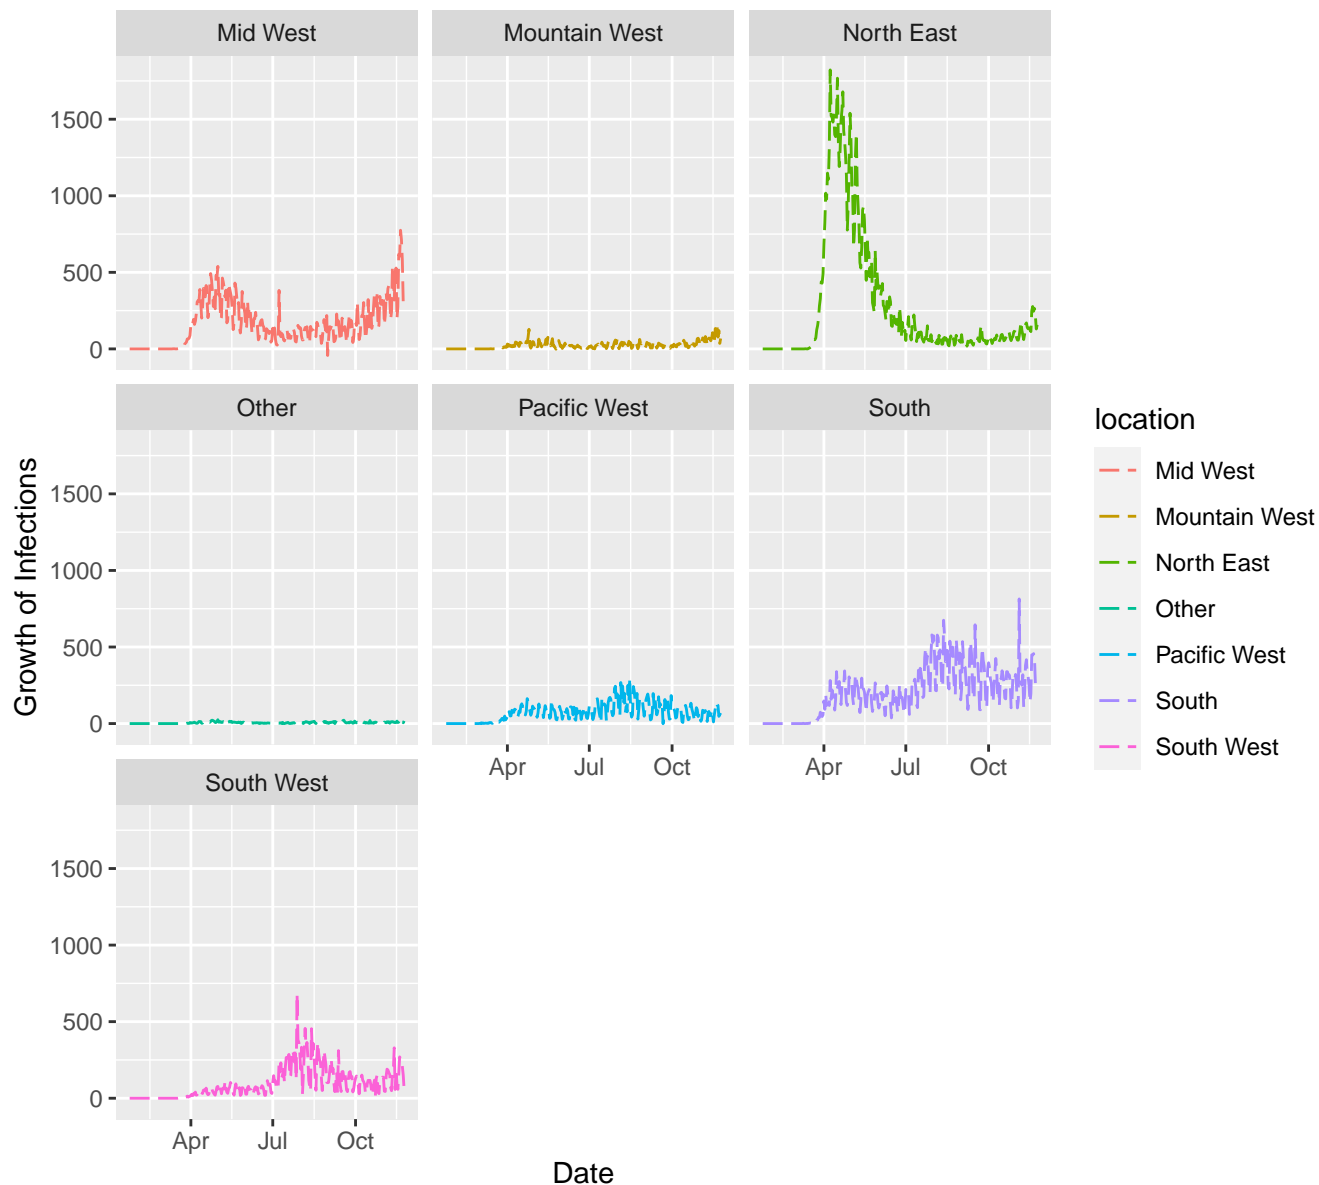 Mid West
Mountain West
North East
1500
1000
500
0
Other
Pacific West
South
1500
1000
500
0
Apr Jul Oct
Apr Jul Oct
South West
1500
1000
500
0
Apr Jul Oct
Growth of Infections
Date
location
Mid West
Mountain West
North East
Other
Pacific West
South
South West